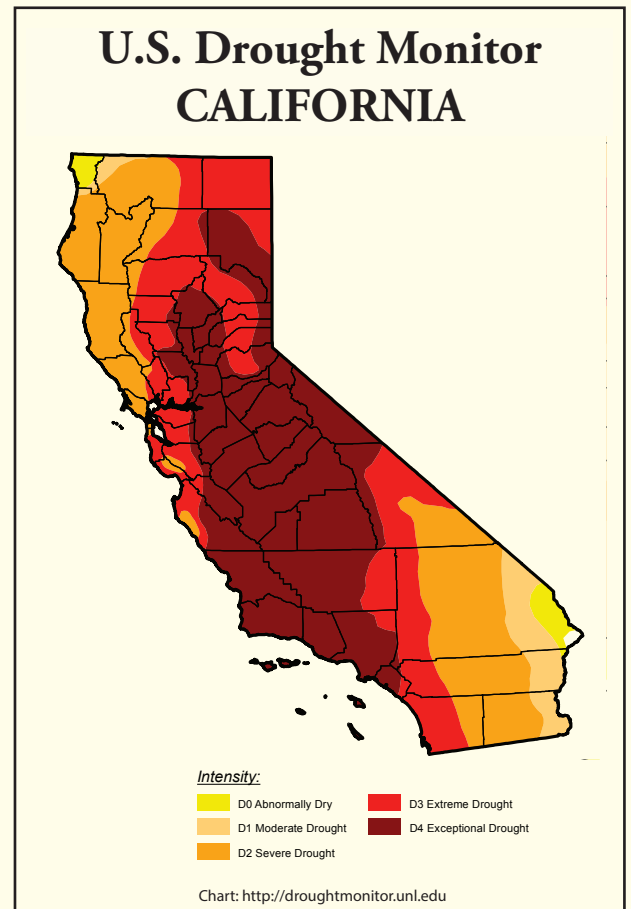 U.S. Drought Monitor
CALIFORNIA
Intensity:
D0 Abnormally Dry
D1 Moderate Drought
D2 Severe Drought
D3 Extreme Drought
D4 Exceptional Drought
Chart: http://droughtmonitor.unl.edu